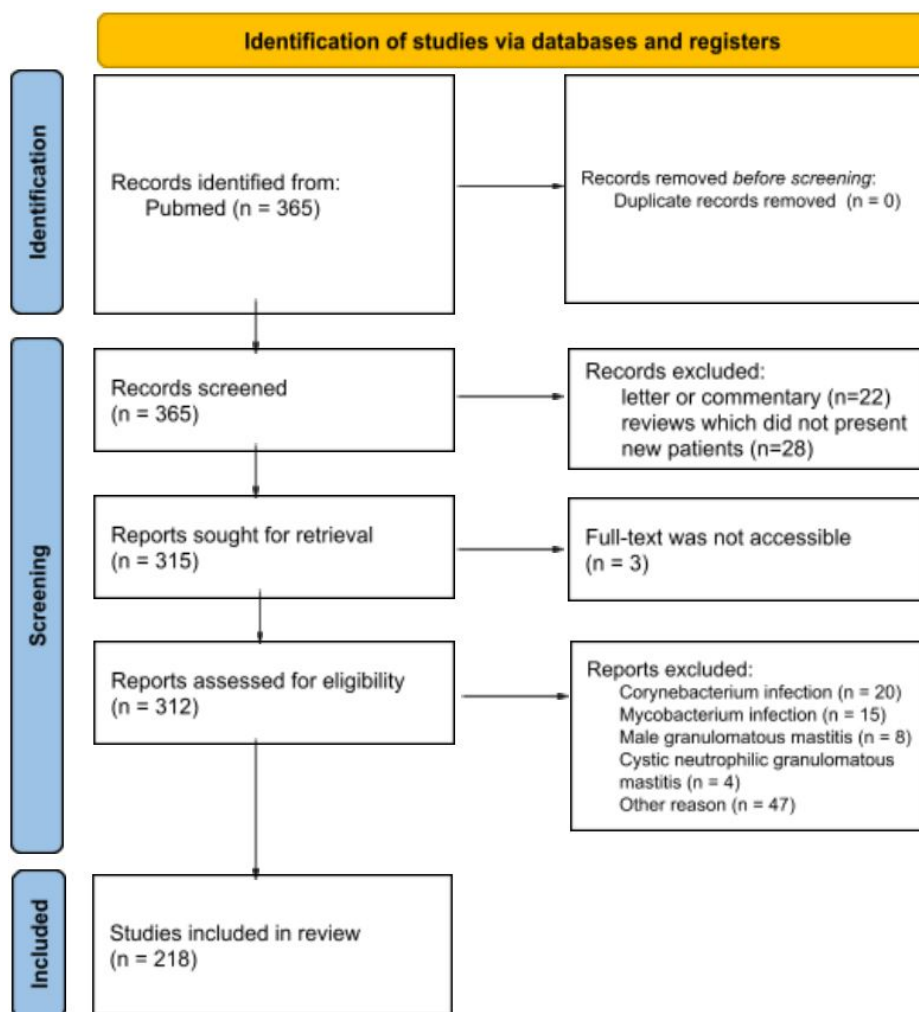 Identification of studies via databases and registers
Identification
Records identified from:
Pubmed (n = 365)
Records removed before screening:
Duplicate records removed (n = 0)
Screening
Records screened
(n = 365)
Records excluded:
letter or commentary (n=22)
reviews which did not present
new patients (n=28)
Reports sought for retrieval
(n = 315)
Full-text was not accessible
(n = 3)
Reports assessed for eligibility
(n = 312)
Reports excluded:
Corynebacterium infection (n = 20)
Mycobacterium infection (n = 15)
Male granulomatous mastitis (n = 8)
Cystic neutrophilic granulomatous
mastitis (n = 4)
Other reason (n = 47)
Included
Studies included in review
(n = 218)